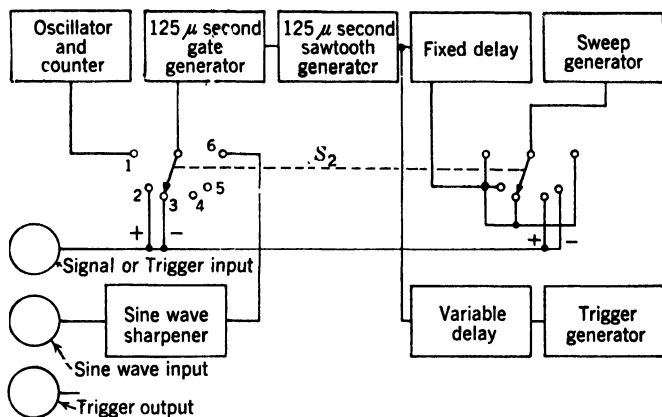 Oscillator
and
counter
125 μ second
gate
generator
125 μ second
sawtooth
generator
Fixed delay
Sweep
generator
1
6
S2
2
3
4
5
+
−
+
−
Signal or Trigger input
Sine wave
sharpener
Variable
delay
Trigger
generator
Sine wave input
Trigger output